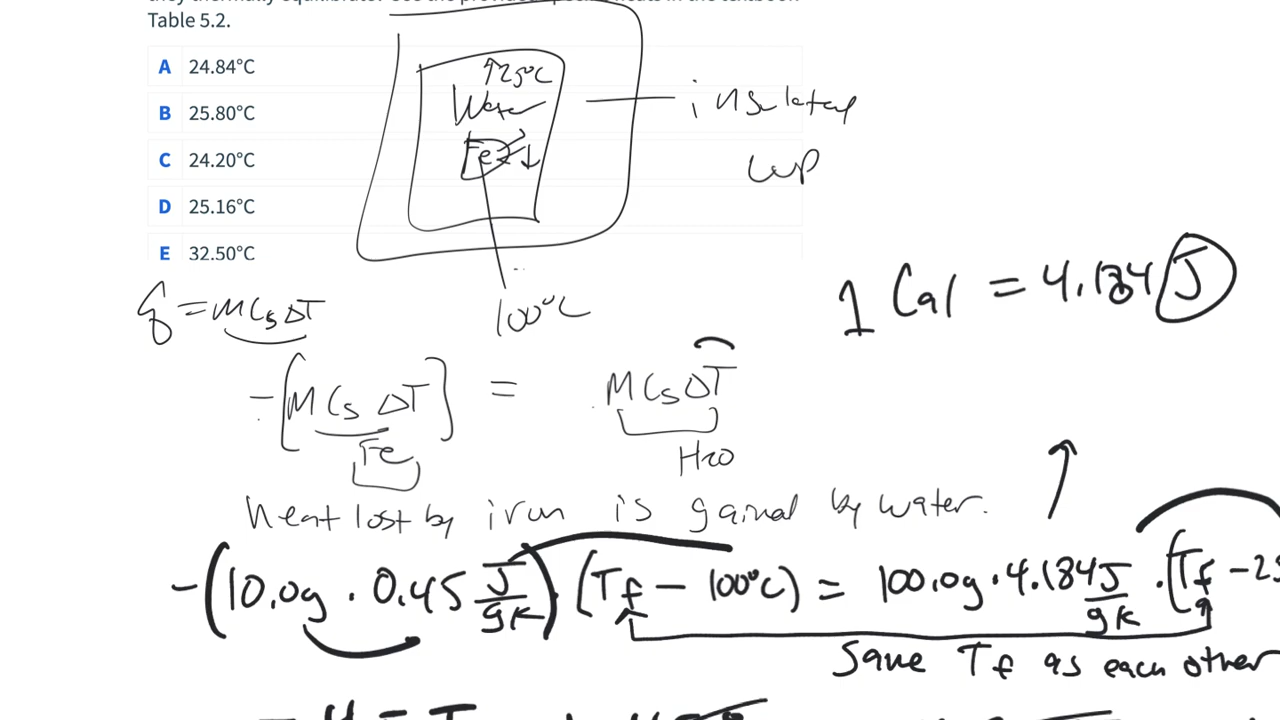 Table 5.2.
A 24.84°C
B 25.80°C
C 24.20°C
D 25.16°C
E 32.50°C
↑25°C
Water
Fe ↓
insulated
cup
100°C
1 Cal = 4.184 J
q = mCsΔT
-[MCsΔT] = MCsΔT
Fe H2O
heat lost by iron is gained by water.
-(10.0g · 0.45 J/gK) · (Tf - 100°C) = 100.0g · 4.184 J/gK · (Tf - 2
Same Tf as each other